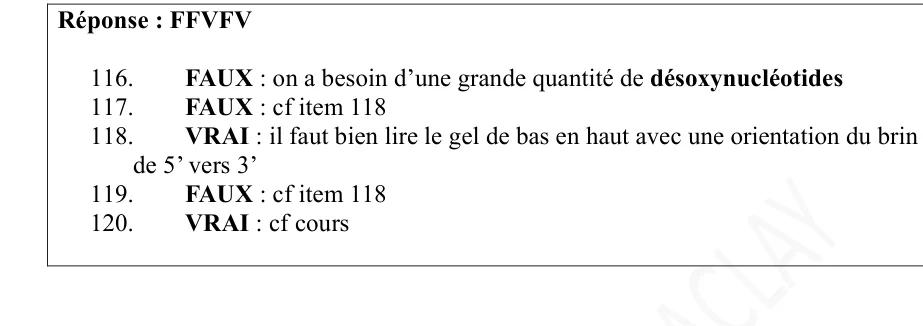 Réponse : FFVFV
116. FAUX : on a besoin d’une grande quantité de désoxynucléotides
117. FAUX : cf item 118
118. VRAI : il faut bien lire le gel de bas en haut avec une orientation du brin
de 5’ vers 3’
119. FAUX : cf item 118
120. VRAI : cf cours
ACLAY